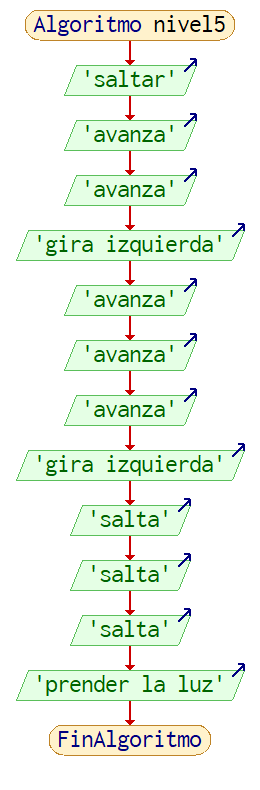 Algoritmo nivel5
'saltar'
'avanza'
'avanza'
'gira izquierda'
'avanza'
'avanza'
'avanza'
'gira izquierda'
'salta'
'salta'
'salta'
'prender la luz'
FinAlgoritmo